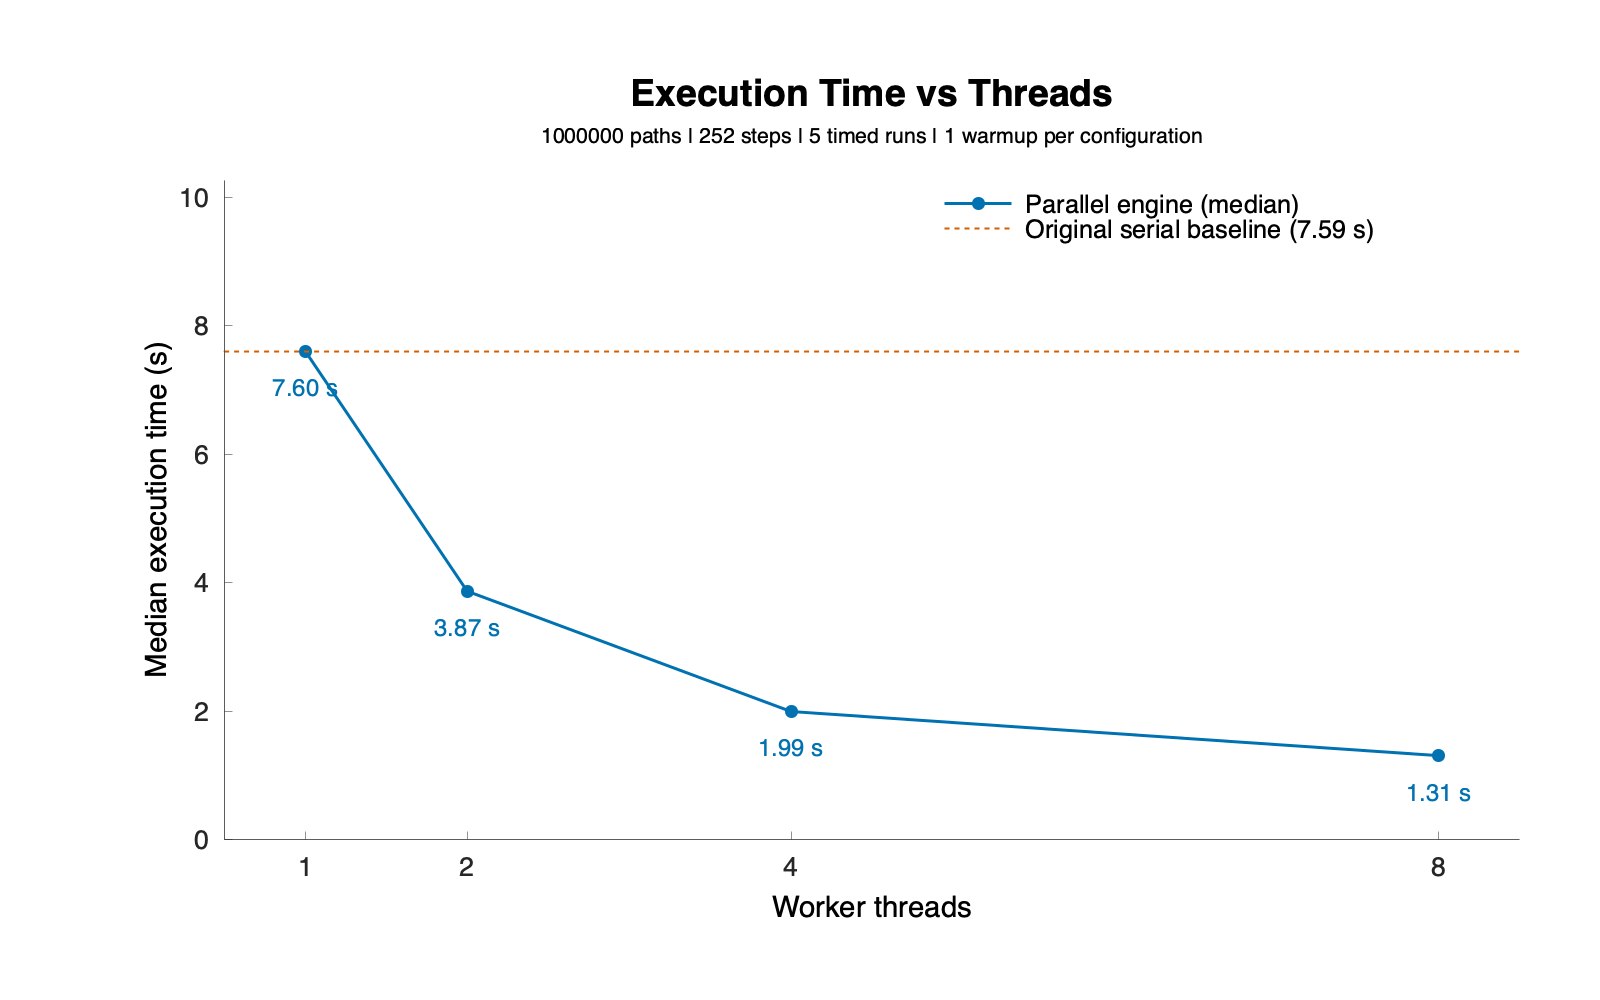 Execution Time vs Threads
1000000 paths | 252 steps | 5 timed runs | 1 warmup per configuration
Parallel engine (median)
Original serial baseline (7.59 s)
Median execution time (s)
10
8
6
4
2
0
7.60 s
3.87 s
1.99 s
1.31 s
1 2 4 8
Worker threads